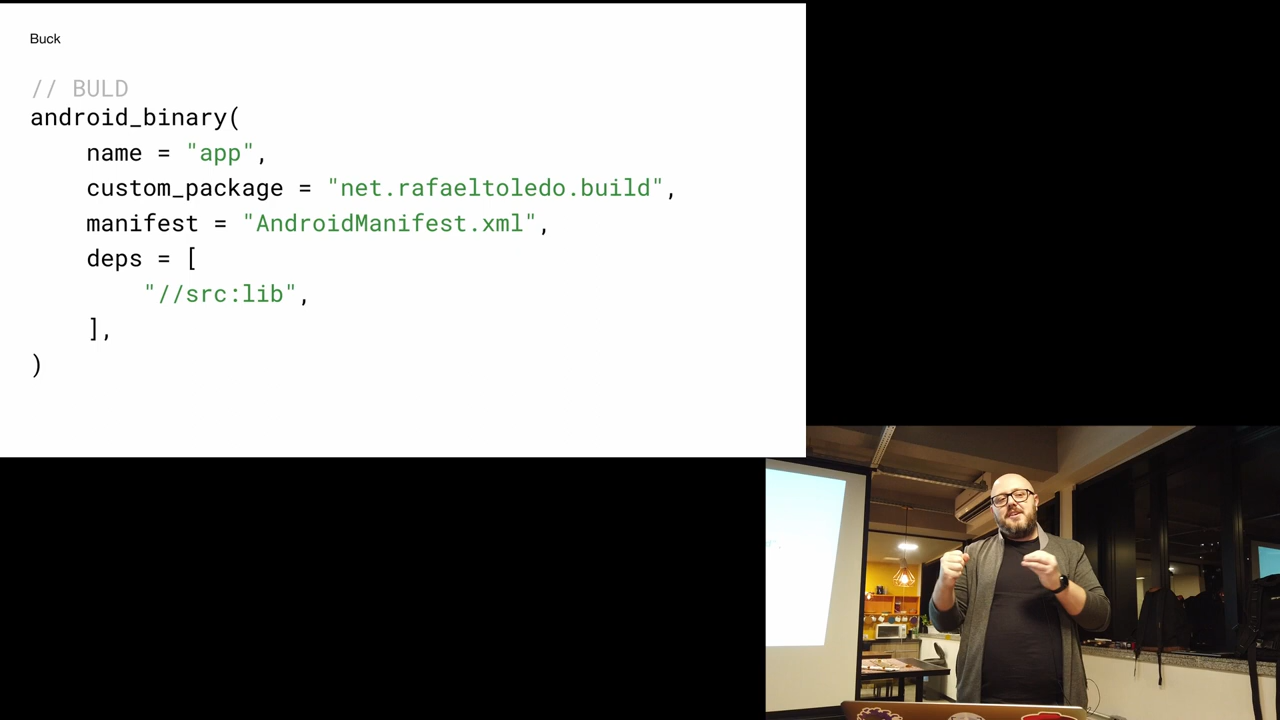 Buck
// BULD
android_binary(
name = "app",
custom_package = "net.rafaeltoledo.build",
manifest = "AndroidManifest.xml",
deps = [
"//src:lib",
],
)